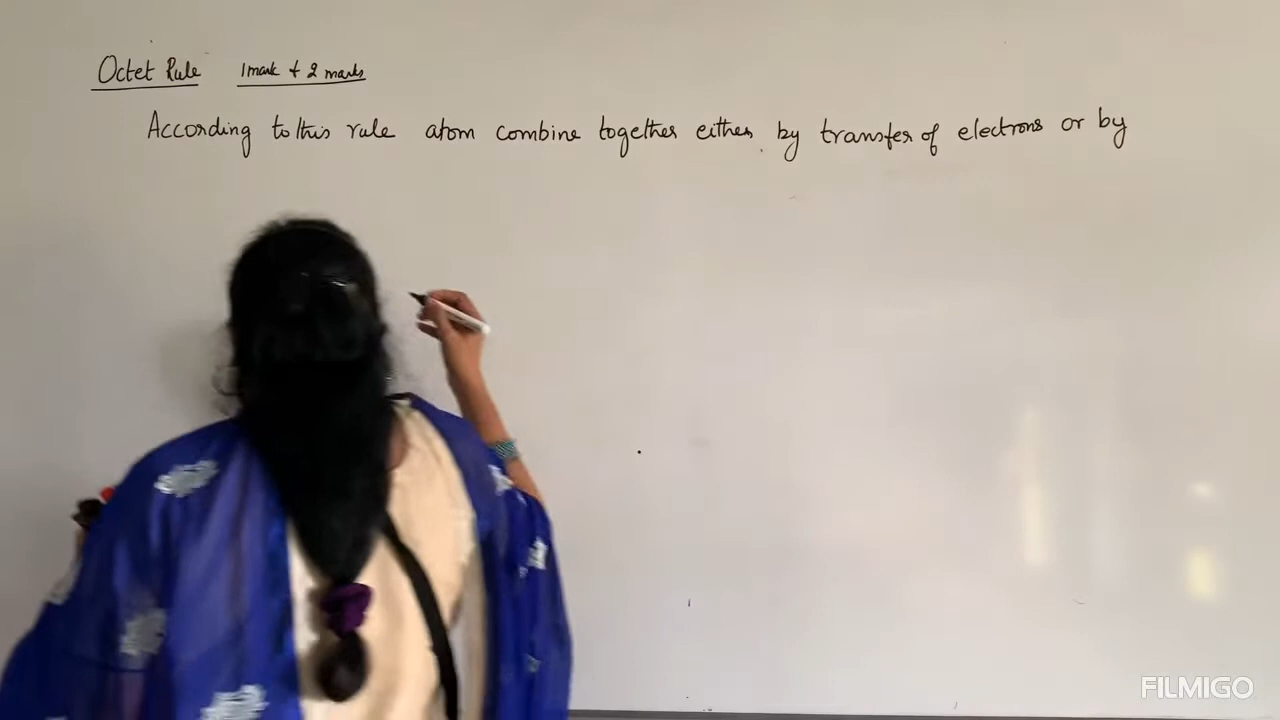 Octet Rule 1mark + 2 marks
According to this rule atom combine together either by transfer of electrons or by
FILMIGO